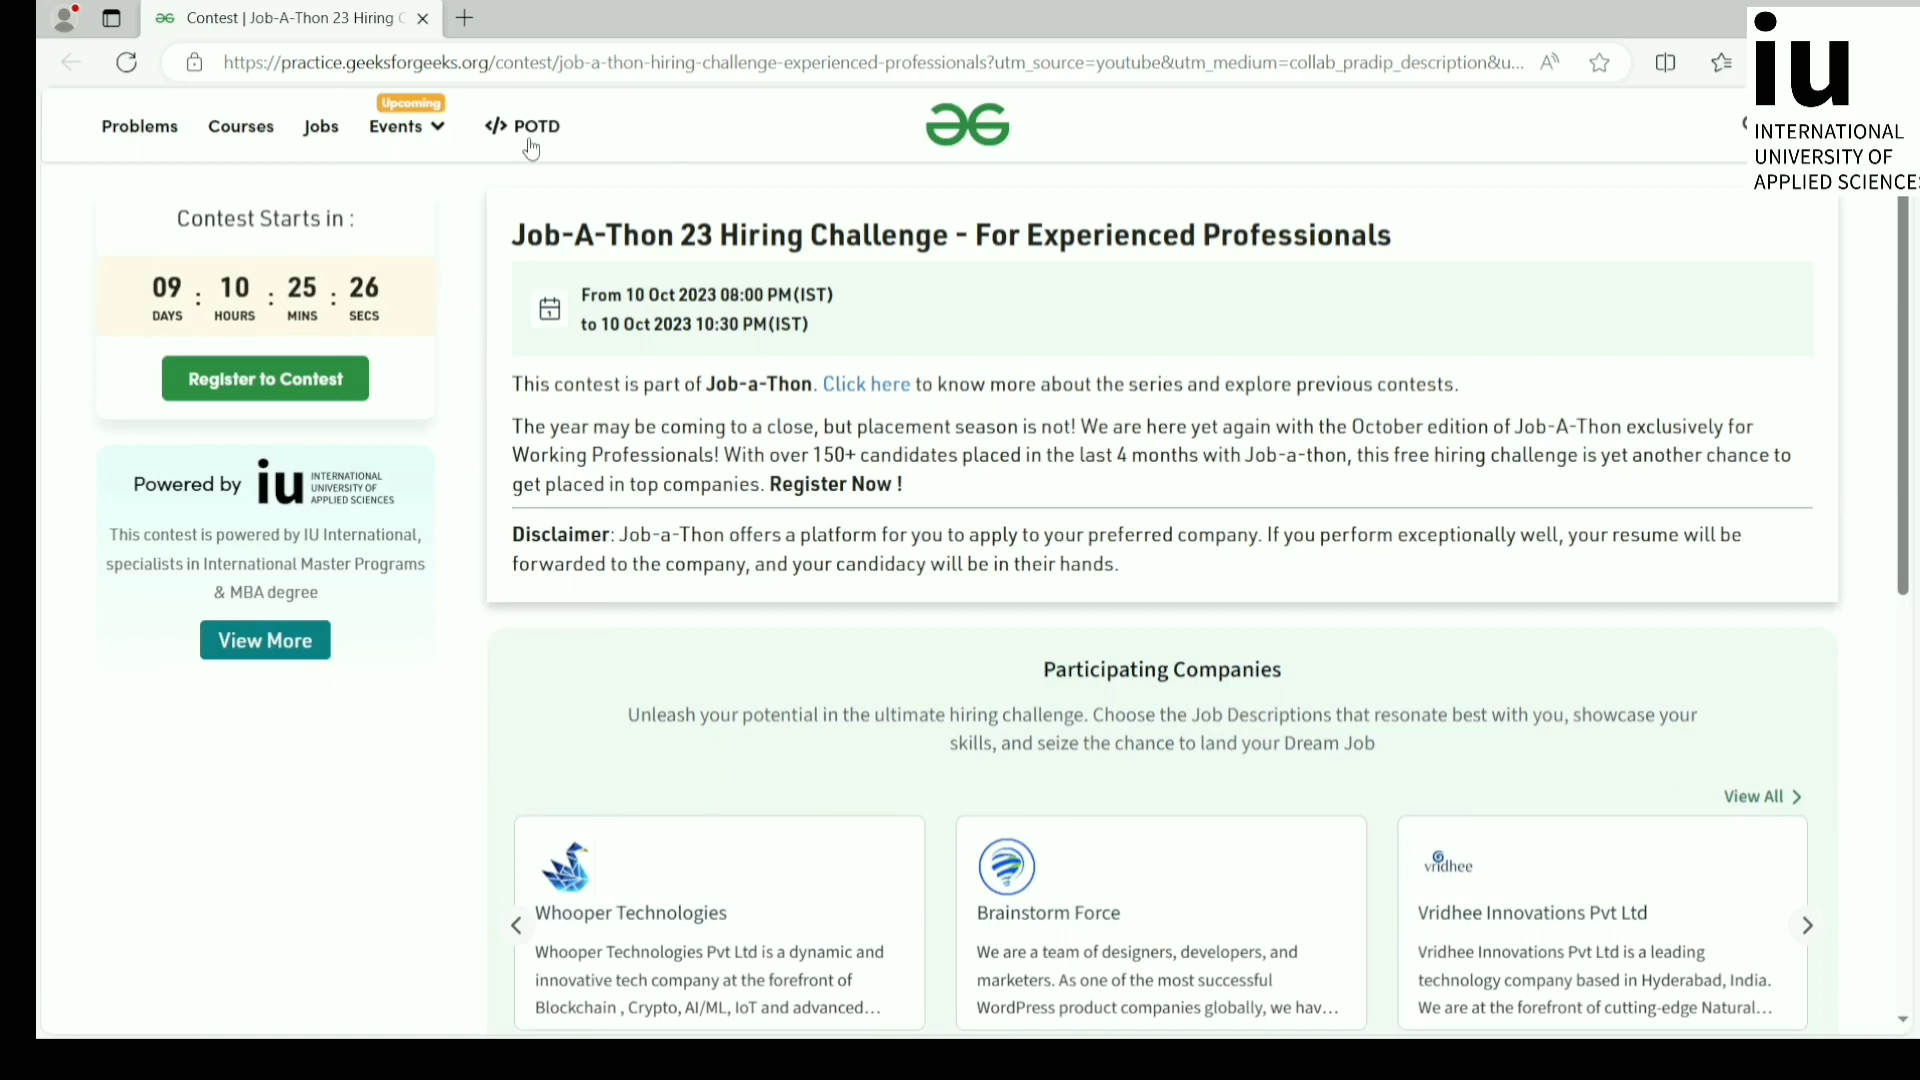 Contest | Job-A-Thon 23 Hiring C
https://practice.geeksforgeeks.org/contest/job-a-thon-hiring-challenge-experienced-professionals?utm_source=youtube&utm_medium=collab_pradip_description&u...
iu
INTERNATIONAL
UNIVERSITY OF
APPLIED SCIENCES
Upcoming
Problems Courses Jobs Events </> POTD
Contest Starts in :
09 : 10 : 25 : 26
DAYS HOURS MINS SECS
Register to Contest
Powered by iu INTERNATIONAL
UNIVERSITY OF
APPLIED SCIENCES
This contest is powered by IU International,
specialists in International Master Programs
& MBA degree
View More
Job-A-Thon 23 Hiring Challenge - For Experienced Professionals
From 10 Oct 2023 08:00 PM(IST)
to 10 Oct 2023 10:30 PM(IST)
This contest is part of Job-a-Thon. Click here to know more about the series and explore previous contests.
The year may be coming to a close, but placement season is not! We are here yet again with the October edition of Job-A-Thon exclusively for
Working Professionals! With over 150+ candidates placed in the last 4 months with Job-a-thon, this free hiring challenge is yet another chance to
get placed in top companies. Register Now !
Disclaimer: Job-a-Thon offers a platform for you to apply to your preferred company. If you perform exceptionally well, your resume will be
forwarded to the company, and your candidacy will be in their hands.
Participating Companies
Unleash your potential in the ultimate hiring challenge. Choose the Job Descriptions that resonate best with you, showcase your
skills, and seize the chance to land your Dream Job
View All
Whooper Technologies
Whooper Technologies Pvt Ltd is a dynamic and
innovative tech company at the forefront of
Blockchain , Crypto, AI/ML, IoT and advanced...
Brainstorm Force
We are a team of designers, developers, and
marketers. As one of the most successful
WordPress product companies globally, we hav...
vridhee
Vridhee Innovations Pvt Ltd
Vridhee Innovations Pvt Ltd is a leading
technology company based in Hyderabad, India.
We are at the forefront of cutting-edge Natural...